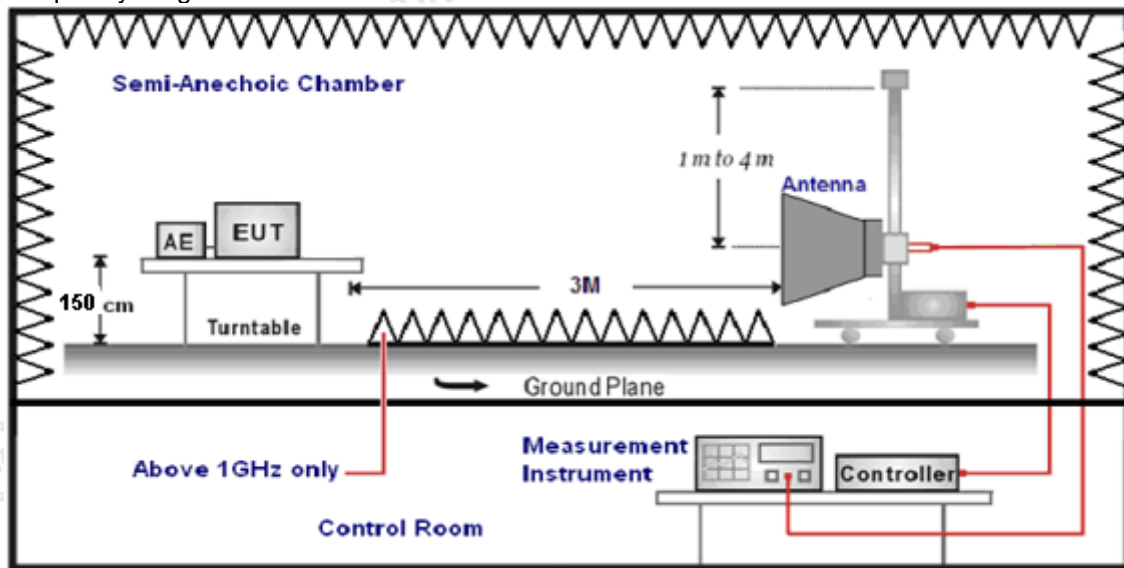 Semi-Anechoic Chamber
1 m to 4 m
Antenna
AE
EUT
150 cm
3M
Turntable
Ground Plane
Above 1GHz only
Measurement
Instrument
Controller
Control Room